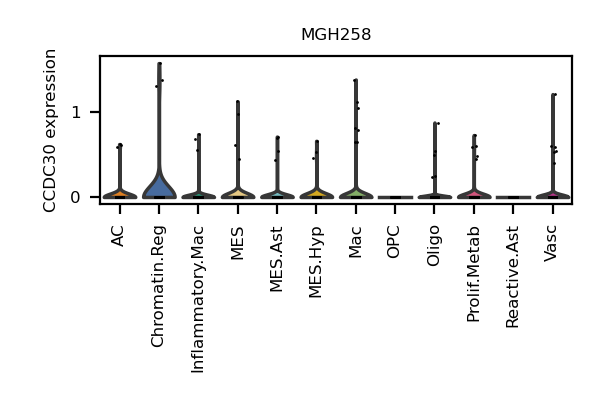 MGH258
CCDC30 expression
1
0
AC
Chromatin.Reg
Inflammatory.Mac
MES
MES.Ast
MES.Hyp
Mac
OPC
Oligo
Prolif.Metab
Reactive.Ast
Vasc